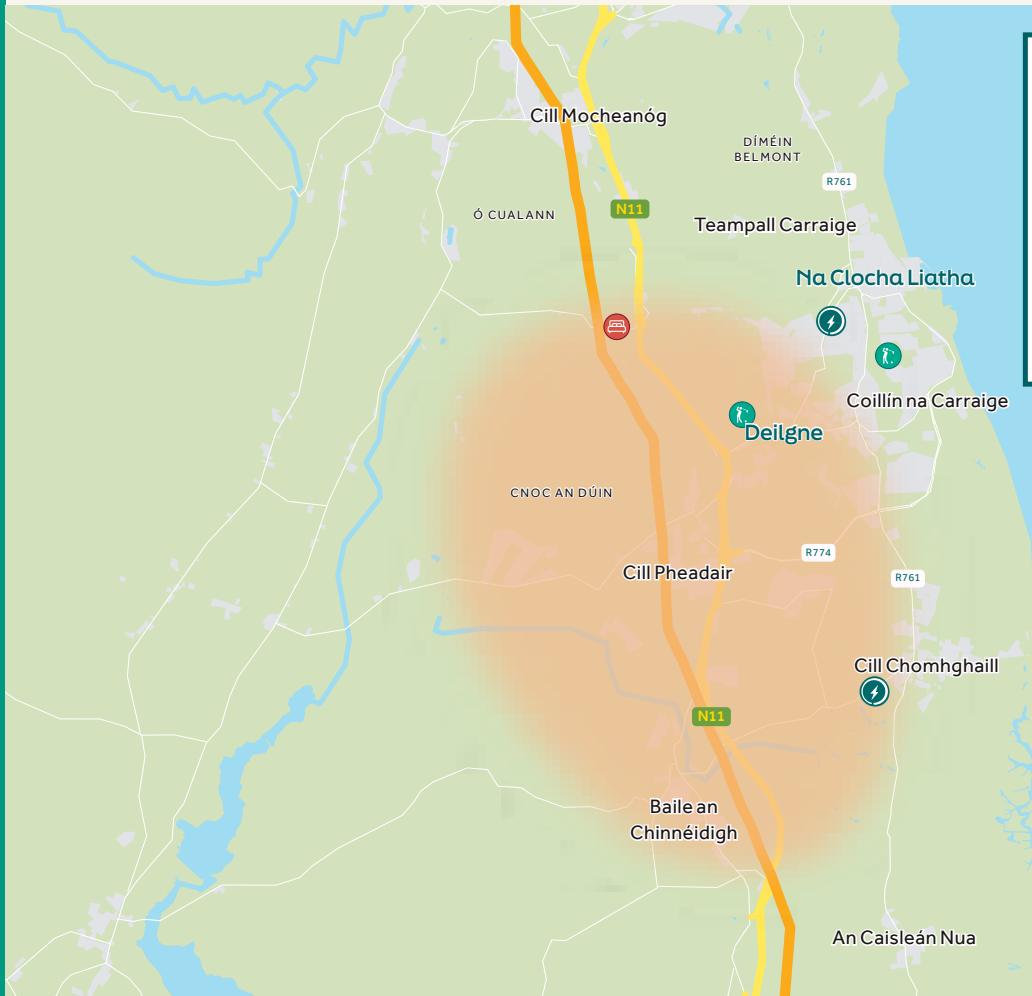 Cill Mocheanóg
DÍMÉIN
BELMONT
R761
N11
Ó CUALANN
Teampall Carraige
Na Clocha Liatha
Coillín na Carraige
Deilgne
CNOC AN DÚIN
R774
Cill Pheadair
R761
Cill Chomhghaill
N11
Baile an
Chinnéidigh
An Caisleán Nua